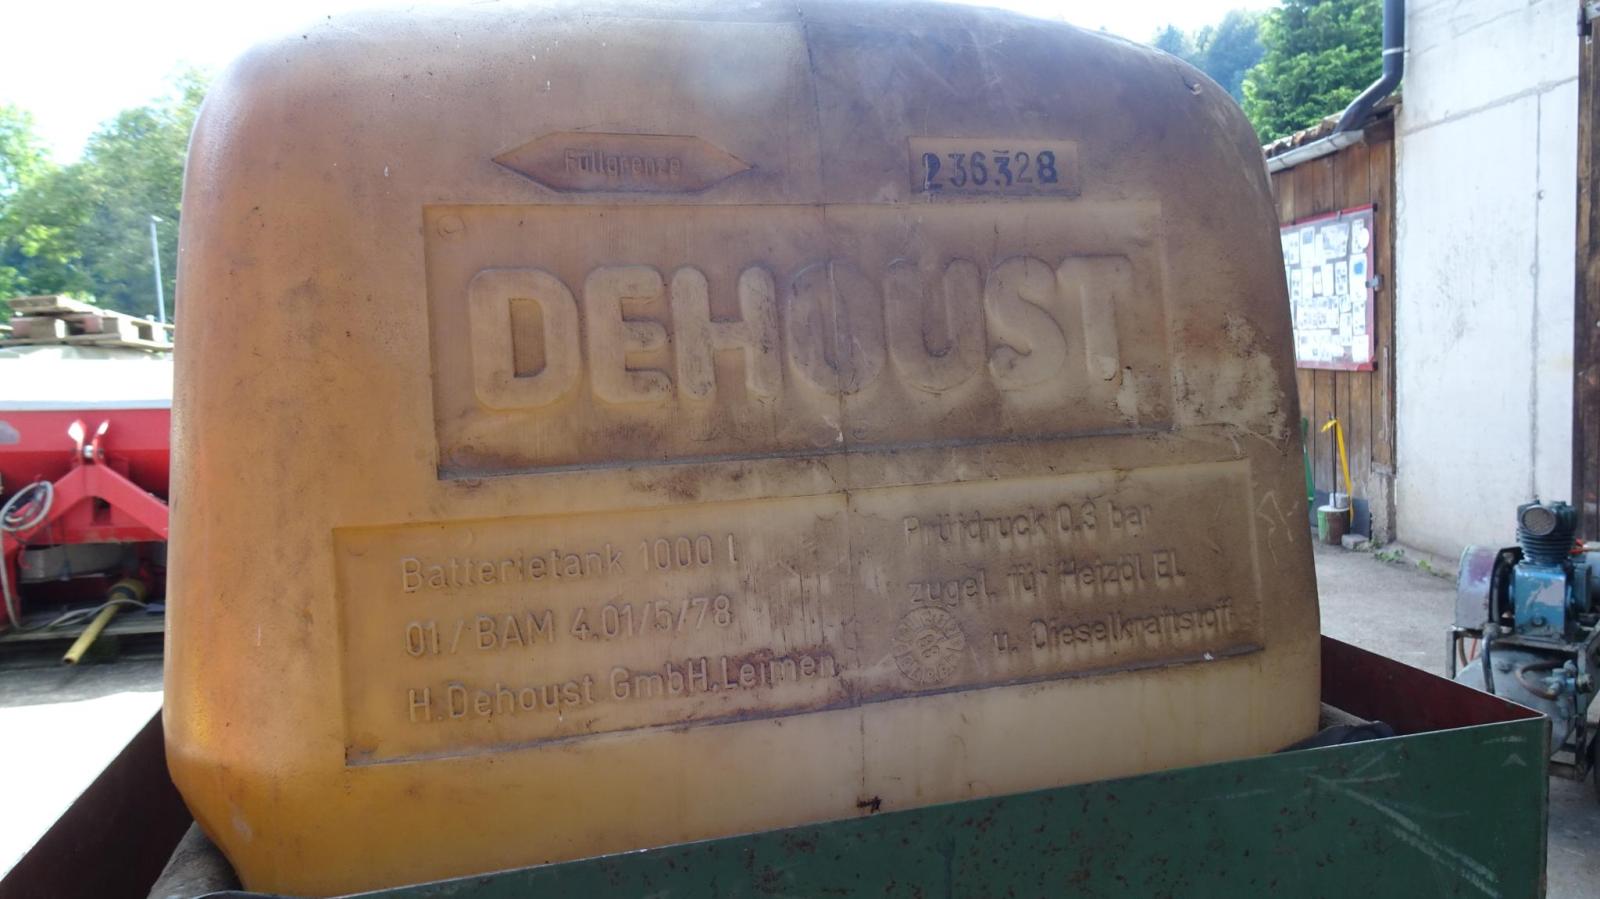 Füllgrenze
236328
DEHOUST
Batterietank 1000 l
01/BAM 4.01/5/78
H.Dehoust GmbH.Leimen
Prüfdruck 0.3 bar
zugel. für Heizöl EL
u. Dieselkraftstoff